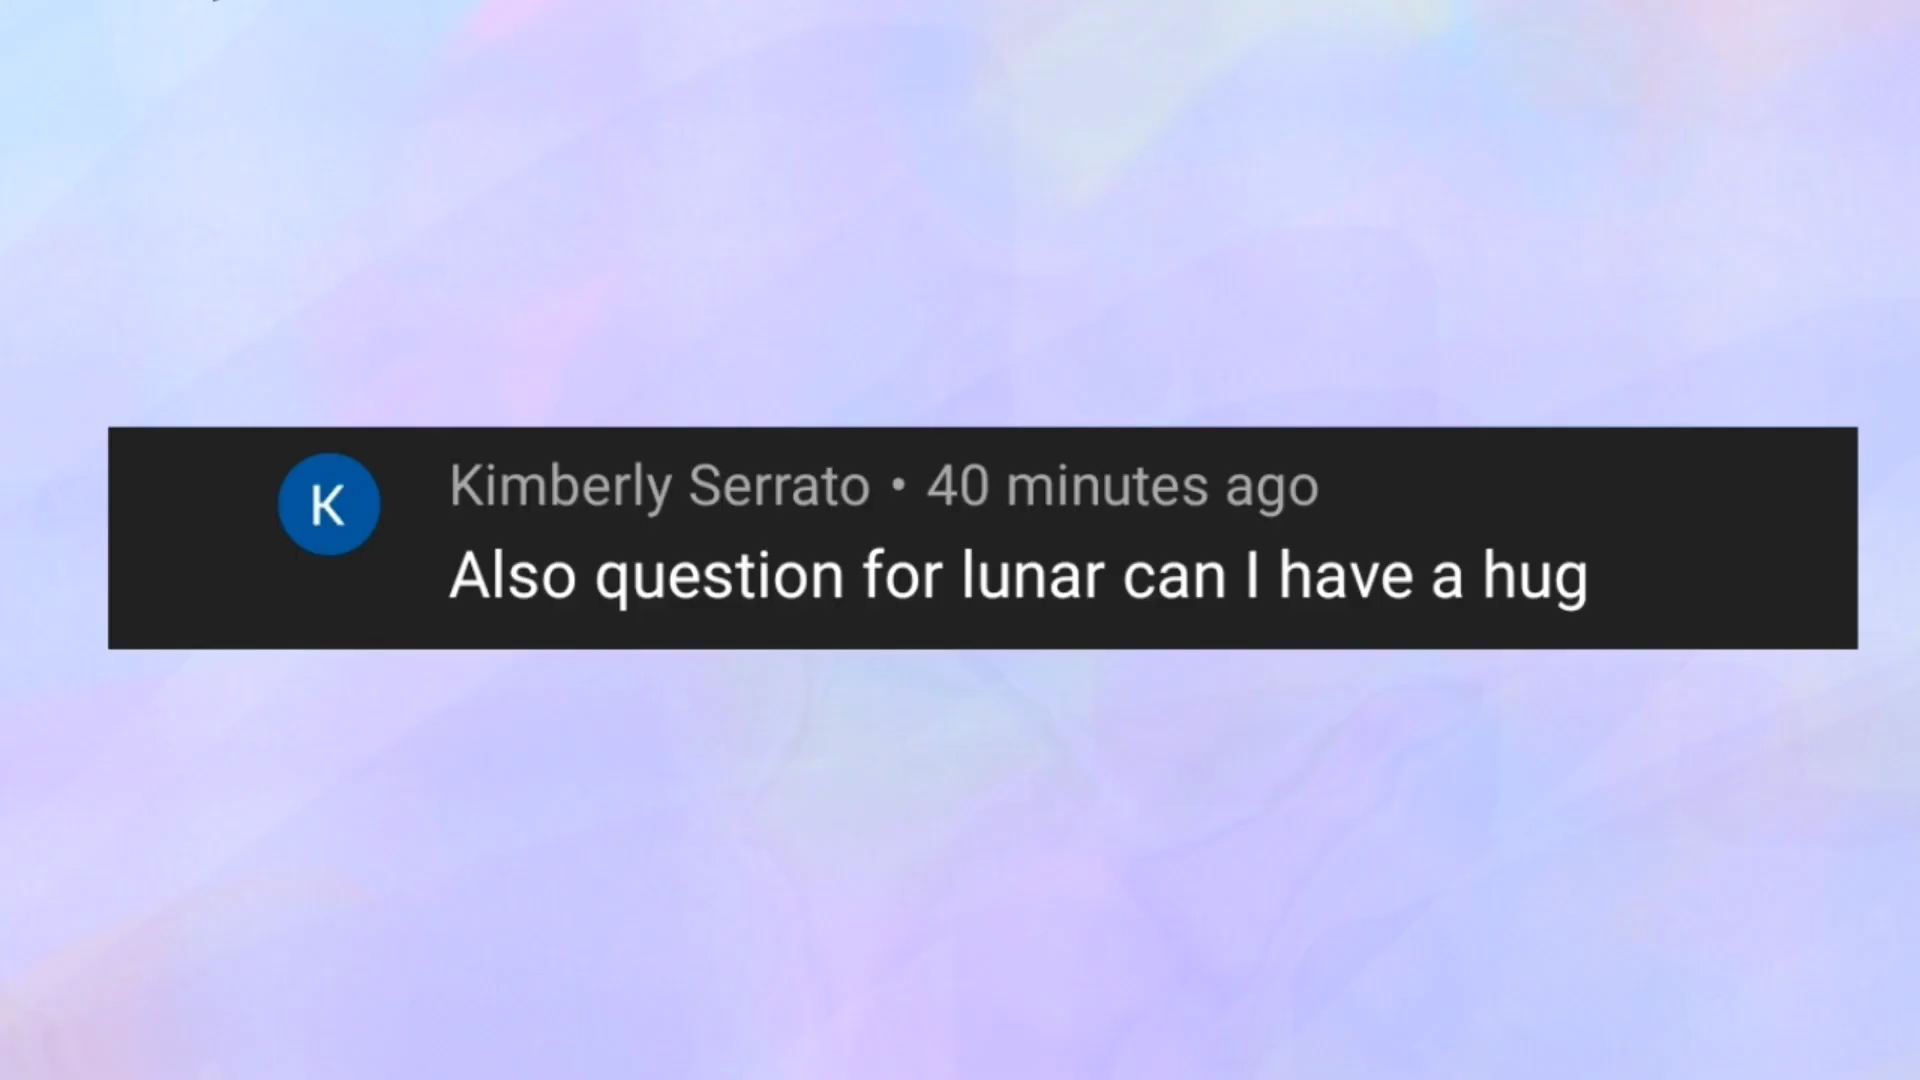 K
Kimberly Serrato • 40 minutes ago
Also question for lunar can I have a hug